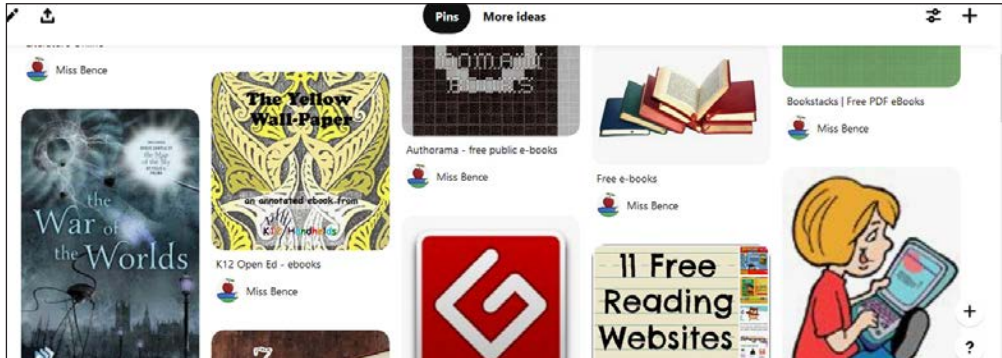 Pins
More ideas
Miss Bence
The Yellow
Wall-Paper
an annotated ebook from
K12 Handhelds
K12 Open Ed - ebooks
Miss Bence
the
War of
the Worlds
BOOKS
Authorama - free public e-books
Miss Bence
Free e-books
Miss Bence
11 Free
Reading
Websites
Bookstacks | Free PDF eBooks
Miss Bence
+
?